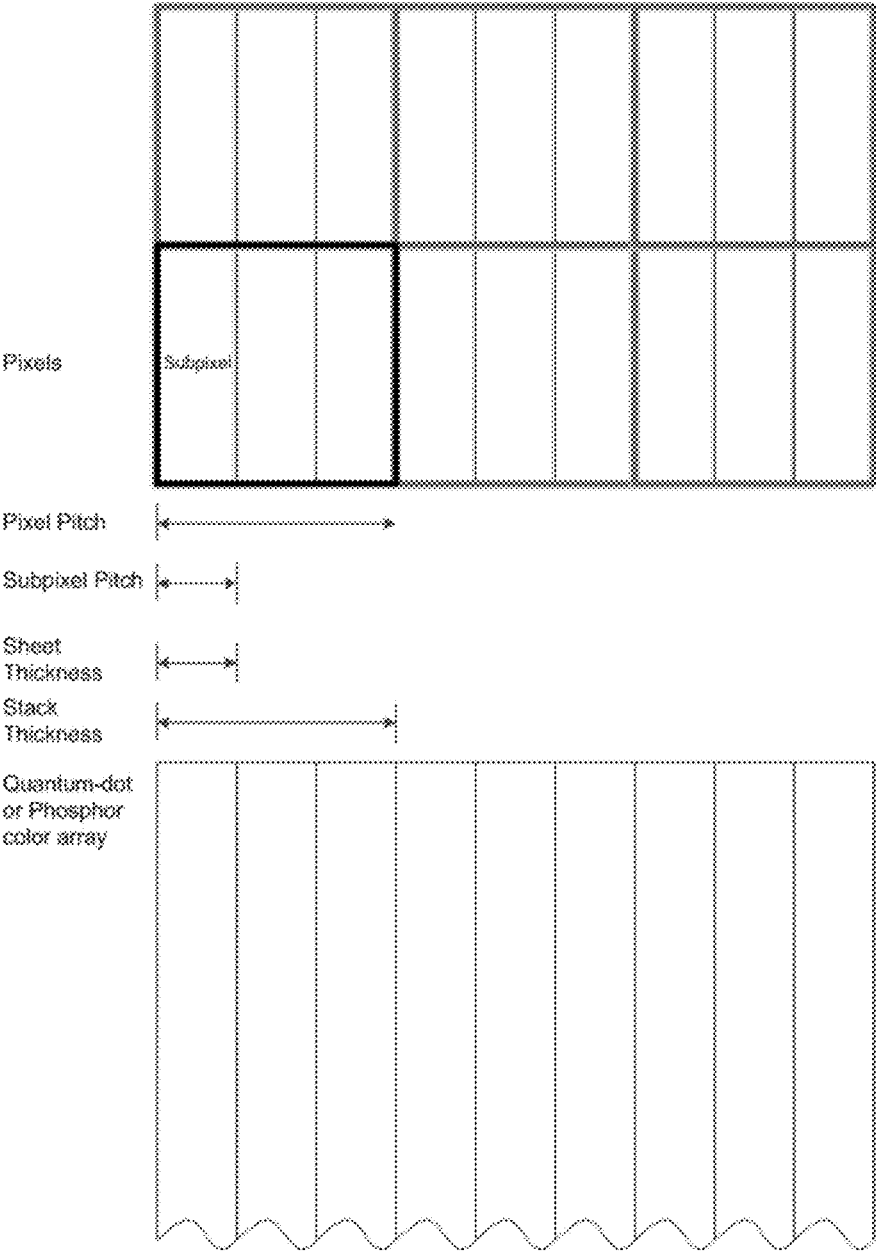 Pixels
Subpixel
Pixel Pitch
Subpixel Pitch
Sheet
Thickness
Stack
Thickness
Quantum-dot
or Phosphor
color array